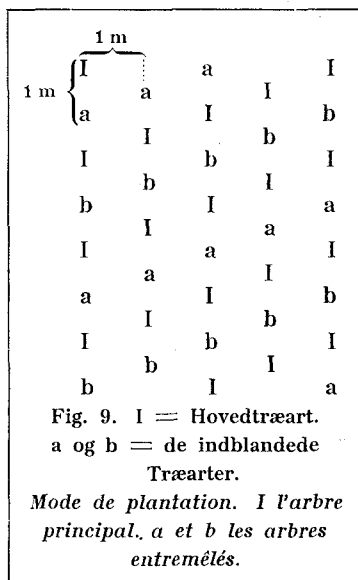 1 m
I a I
1 m
a I
a I b
I b
I b I
b I
b I a
I a
I a I
a I
a I b
I b
I b I
b I
b I a
Fig. 9. I = Hovedtræart.
a og b = de indblandede
Træarter.
Mode de plantation. I l'arbre
principal. a et b les arbres
entremêlés.